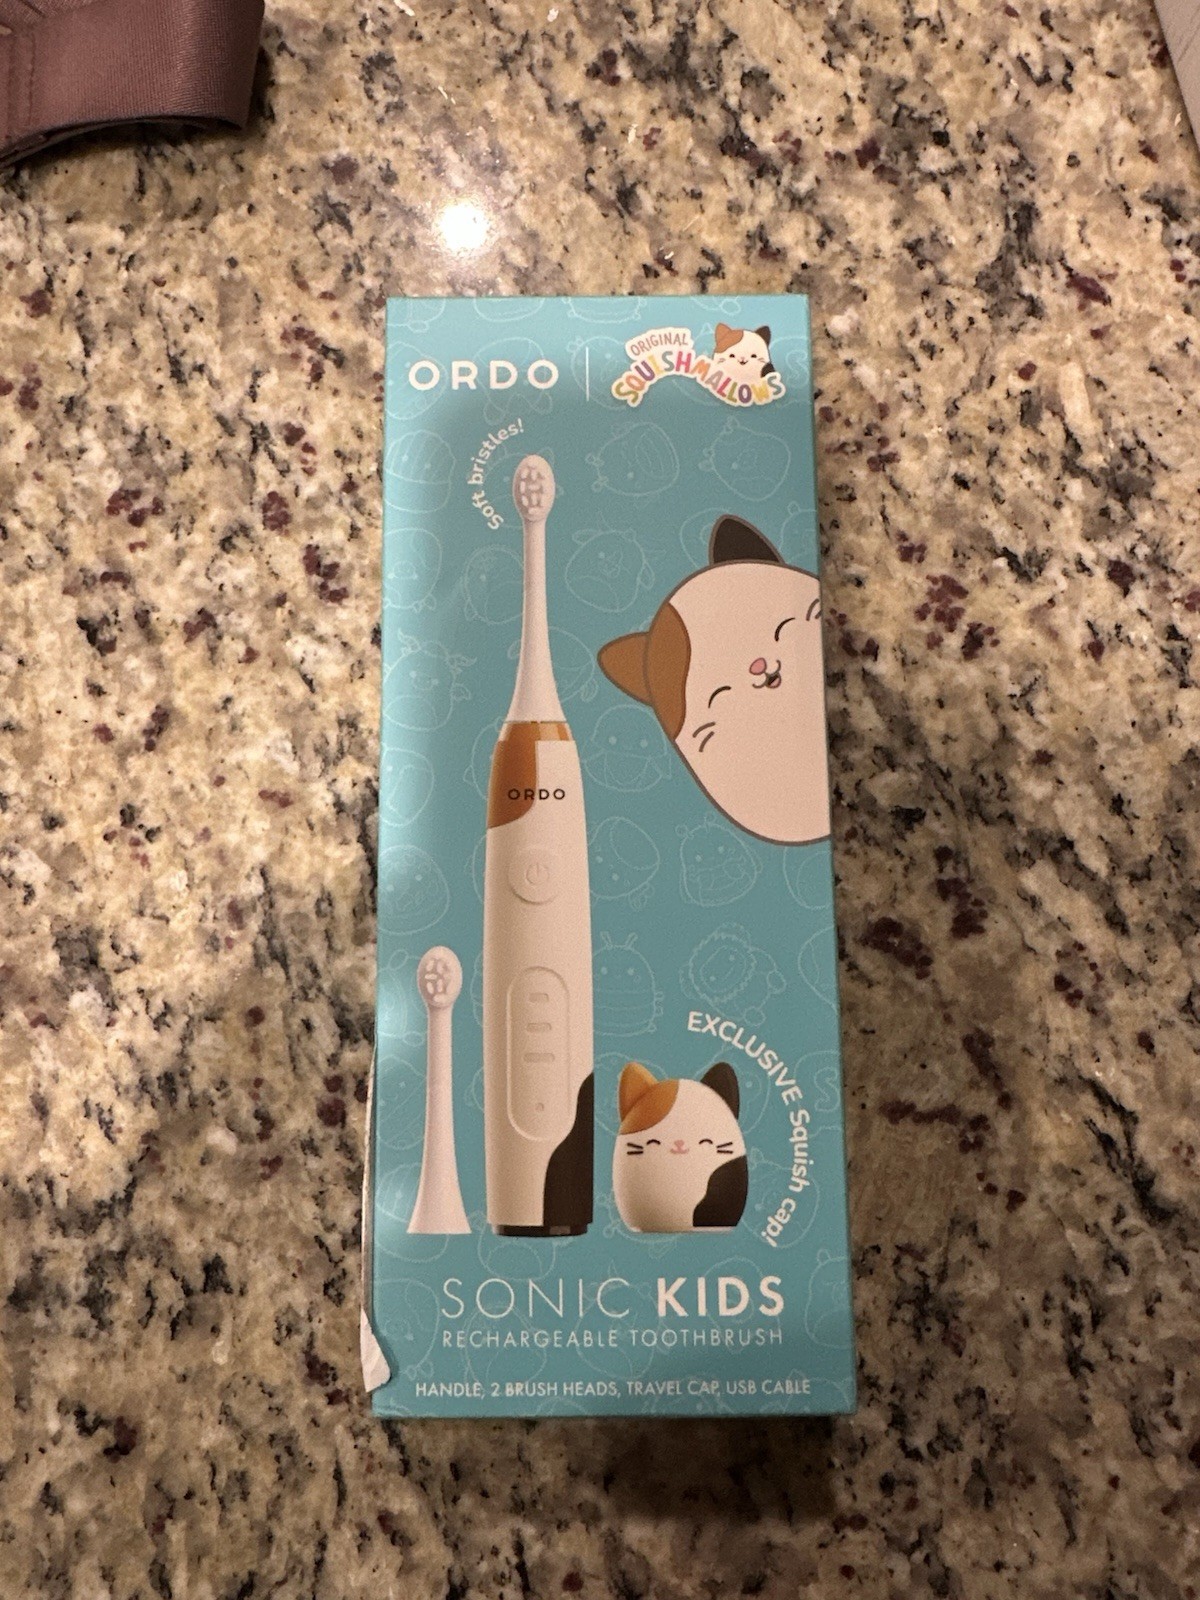 ORDO
ORIGINAL
SQUISHMALLOWS
Soft bristles!
ORDO
EXCLUSIVE Squish cap!
SONIC KIDS
RECHARGEABLE TOOTHBRUSH
HANDLE, 2 BRUSH HEADS, TRAVEL CAP, USB CABLE